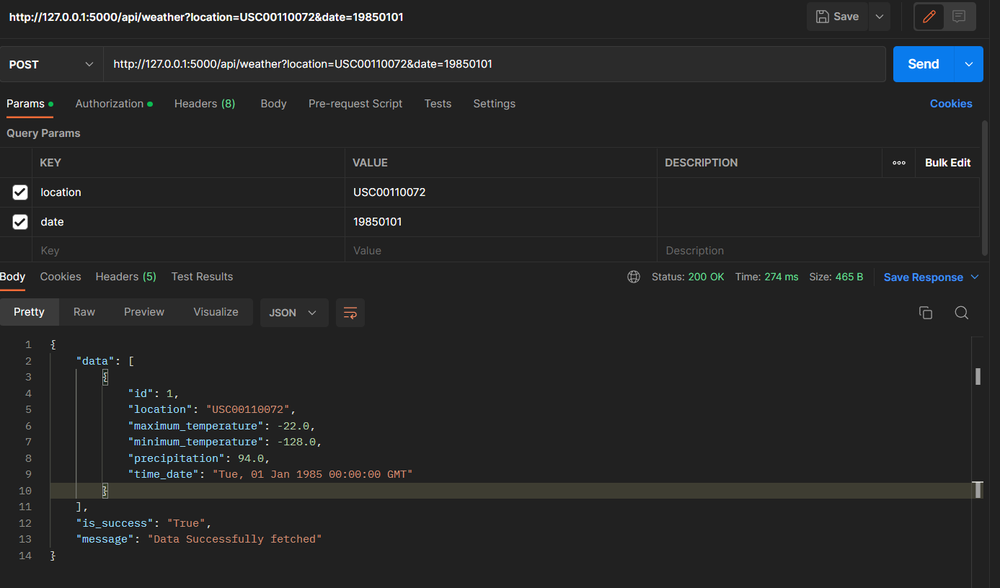 http://127.0.0.1:5000/api/weather?location=USC00110072&date=19850101 Save
POST http://127.0.0.1:5000/api/weather?location=USC00110072&date=19850101 Send
Params Authorization Headers (8) Body Pre-request Script Tests Settings Cookies
Query Params
KEY VALUE DESCRIPTION Bulk Edit
location USC00110072
date 19850101
Key Value Description
Body Cookies Headers (5) Test Results Status: 200 OK Time: 274 ms Size: 465 B Save Response
Pretty Raw Preview Visualize JSON
1 {
2 "data": [
3 {
4 "id": 1,
5 "location": "USC00110072",
6 "maximum_temperature": -22.0,
7 "minimum_temperature": -128.0,
8 "precipitation": 94.0,
9 "time_date": "Tue, 01 Jan 1985 00:00:00 GMT"
10 }
11 ],
12 "is_success": "True",
13 "message": "Data Successfully fetched"
14 }